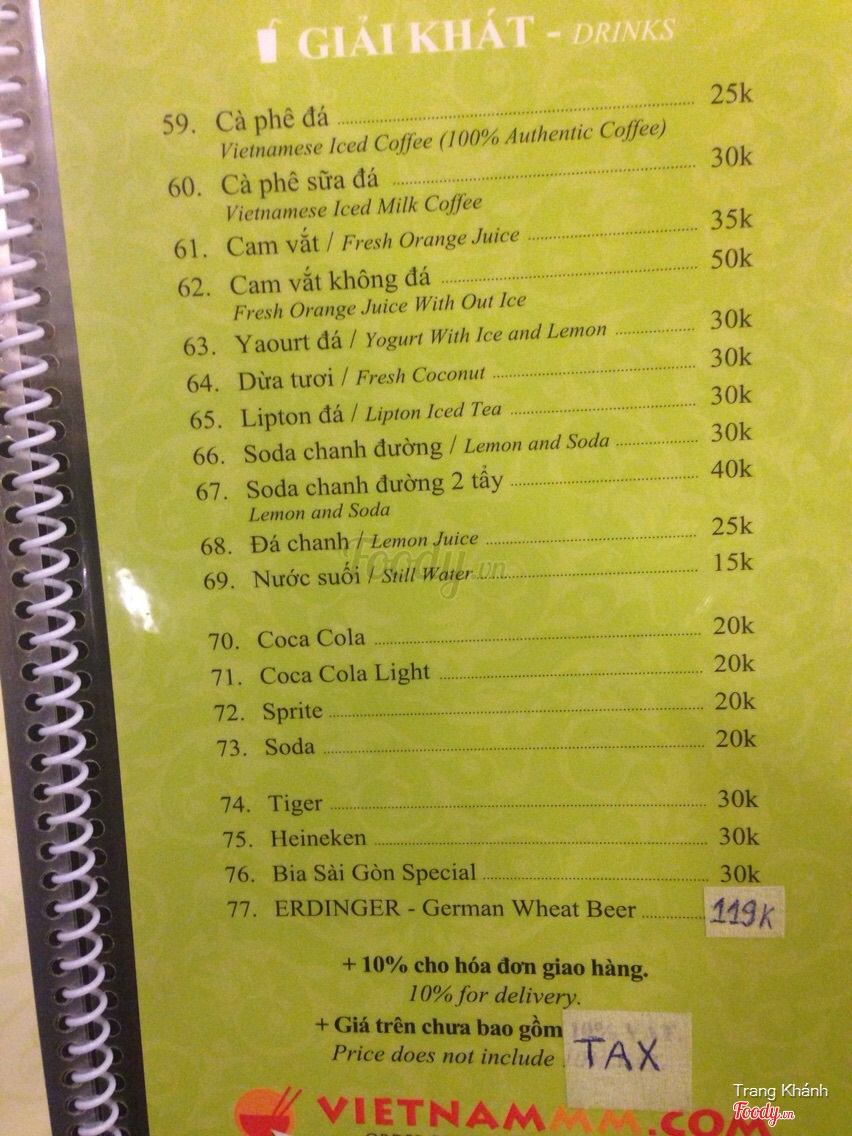 GIẢI KHÁT - DRINKS
59. Cà phê đá 25k
Vietnamese Iced Coffee (100% Authentic Coffee)
60. Cà phê sữa đá 30k
Vietnamese Iced Milk Coffee
61. Cam vắt / Fresh Orange Juice 35k
62. Cam vắt không đá 50k
Fresh Orange Juice With Out Ice
63. Yaourt đá / Yogurt With Ice and Lemon 30k
64. Dừa tươi / Fresh Coconut 30k
65. Lipton đá / Lipton Iced Tea 30k
66. Soda chanh đường / Lemon and Soda 30k
67. Soda chanh đường 2 tẩy 40k
Lemon and Soda
68. Đá chanh / Lemon Juice 25k
69. Nước suối / Still Water 15k
Foody.vn
70. Coca Cola 20k
71. Coca Cola Light 20k
72. Sprite 20k
73. Soda 20k
74. Tiger 30k
75. Heineken 30k
76. Bia Sài Gòn Special 30k
77. ERDINGER - German Wheat Beer 119K
+ 10% cho hóa đơn giao hàng.
10% for delivery.
+ Giá trên chưa bao gồm
Price does not include TAX
VIETNAMMM.COM
Trang Khánh
Foody.vn